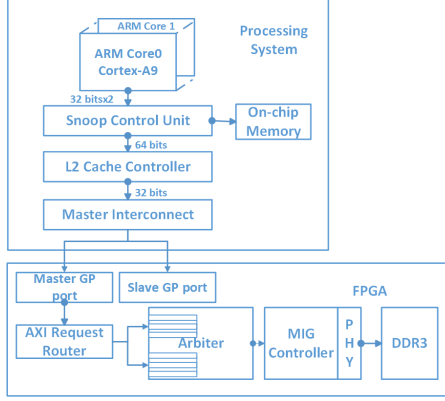 ARM Core 1
Processing
System
ARM Core0
Cortex-A9
32 bitsx2
Snoop Control Unit
On-chip
Memory
64 bits
L2 Cache Controller
32 bits
Master Interconnect
FPGA
Master GP
port
Slave GP port
AXI Request
Router
Arbiter
MIG
Controller
P
H
Y
DDR3